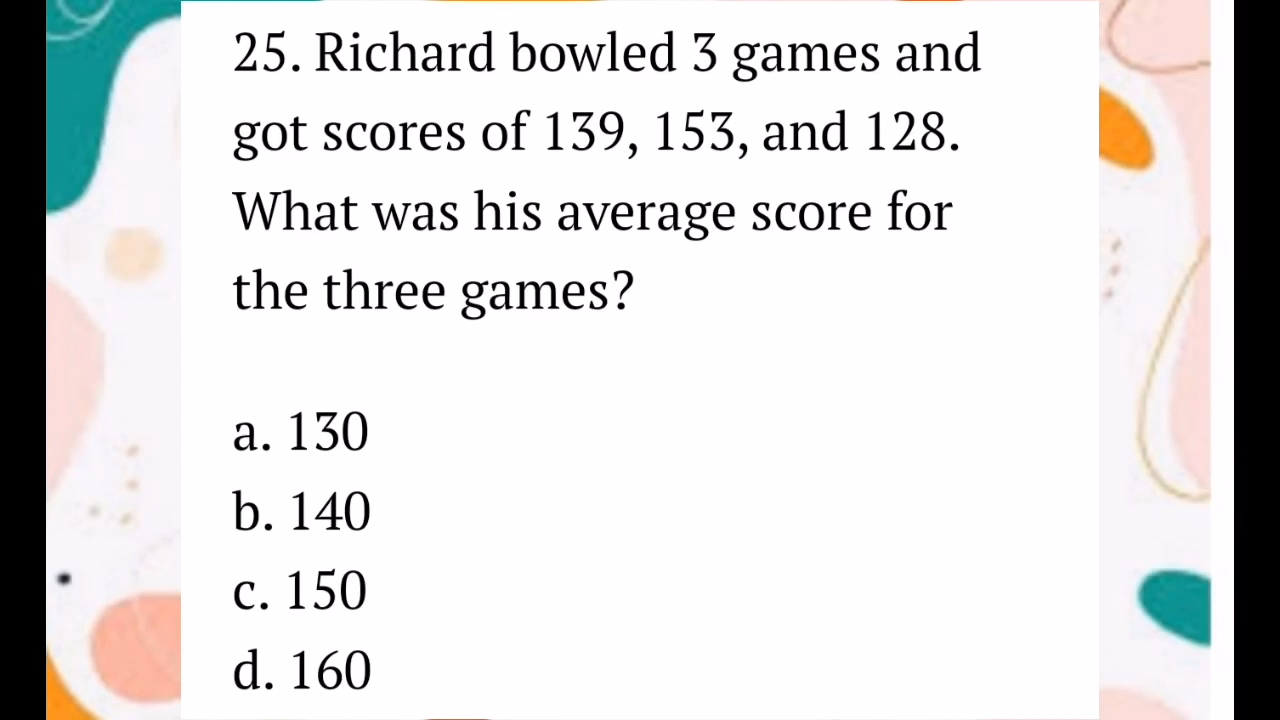 25. Richard bowled 3 games and
got scores of 139, 153, and 128.
What was his average score for
the three games?
a. 130
b. 140
c. 150
d. 160